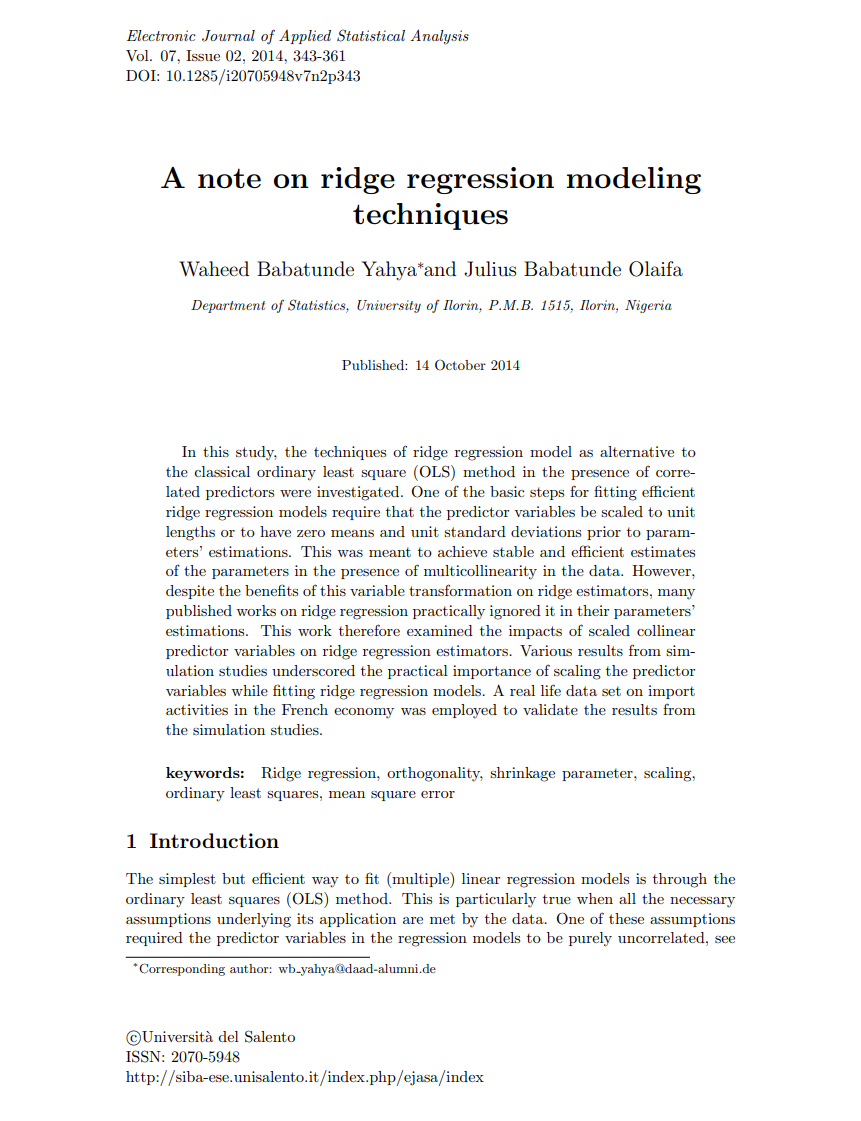 Electronic Journal of Applied Statistical Analysis
Vol. 07, Issue 02, 2014, 343-361
DOI: 10.1285/i20705948v7n2p343
A note on ridge regression modeling
techniques
Waheed Babatunde Yahya*and Julius Babatunde Olaifa
Department of Statistics, University of Ilorin, P.M.B. 1515, Ilorin, Nigeria
Published: 14 October 2014
In this study, the techniques of ridge regression model as alternative to
the classical ordinary least square (OLS) method in the presence of corre-
lated predictors were investigated. One of the basic steps for fitting efficient
ridge regression models require that the predictor variables be scaled to unit
lengths or to have zero means and unit standard deviations prior to param-
eters' estimations. This was meant to achieve stable and efficient estimates
of the parameters in the presence of multicollinearity in the data. However,
despite the benefits of this variable transformation on ridge estimators, many
published works on ridge regression practically ignored it in their parameters'
estimations. This work therefore examined the impacts of scaled collinear
predictor variables on ridge regression estimators. Various results from sim-
ulation studies underscored the practical importance of scaling the predictor
variables while fitting ridge regression models. A real life data set on import
activities in the French economy was employed to validate the results from
the simulation studies.
keywords: Ridge regression, orthogonality, shrinkage parameter, scaling,
ordinary least squares, mean square error
1 Introduction
The simplest but efficient way to fit (multiple) linear regression models is through the
ordinary least squares (OLS) method. This is particularly true when all the necessary
assumptions underlying its application are met by the data. One of these assumptions
required the predictor variables in the regression models to be purely uncorrelated, see
*Corresponding author: wb_yahya@daad-alumni.de
©Università del Salento
ISSN: 2070-5948
http://siba-ese.unisalento.it/index.php/ejasa/index